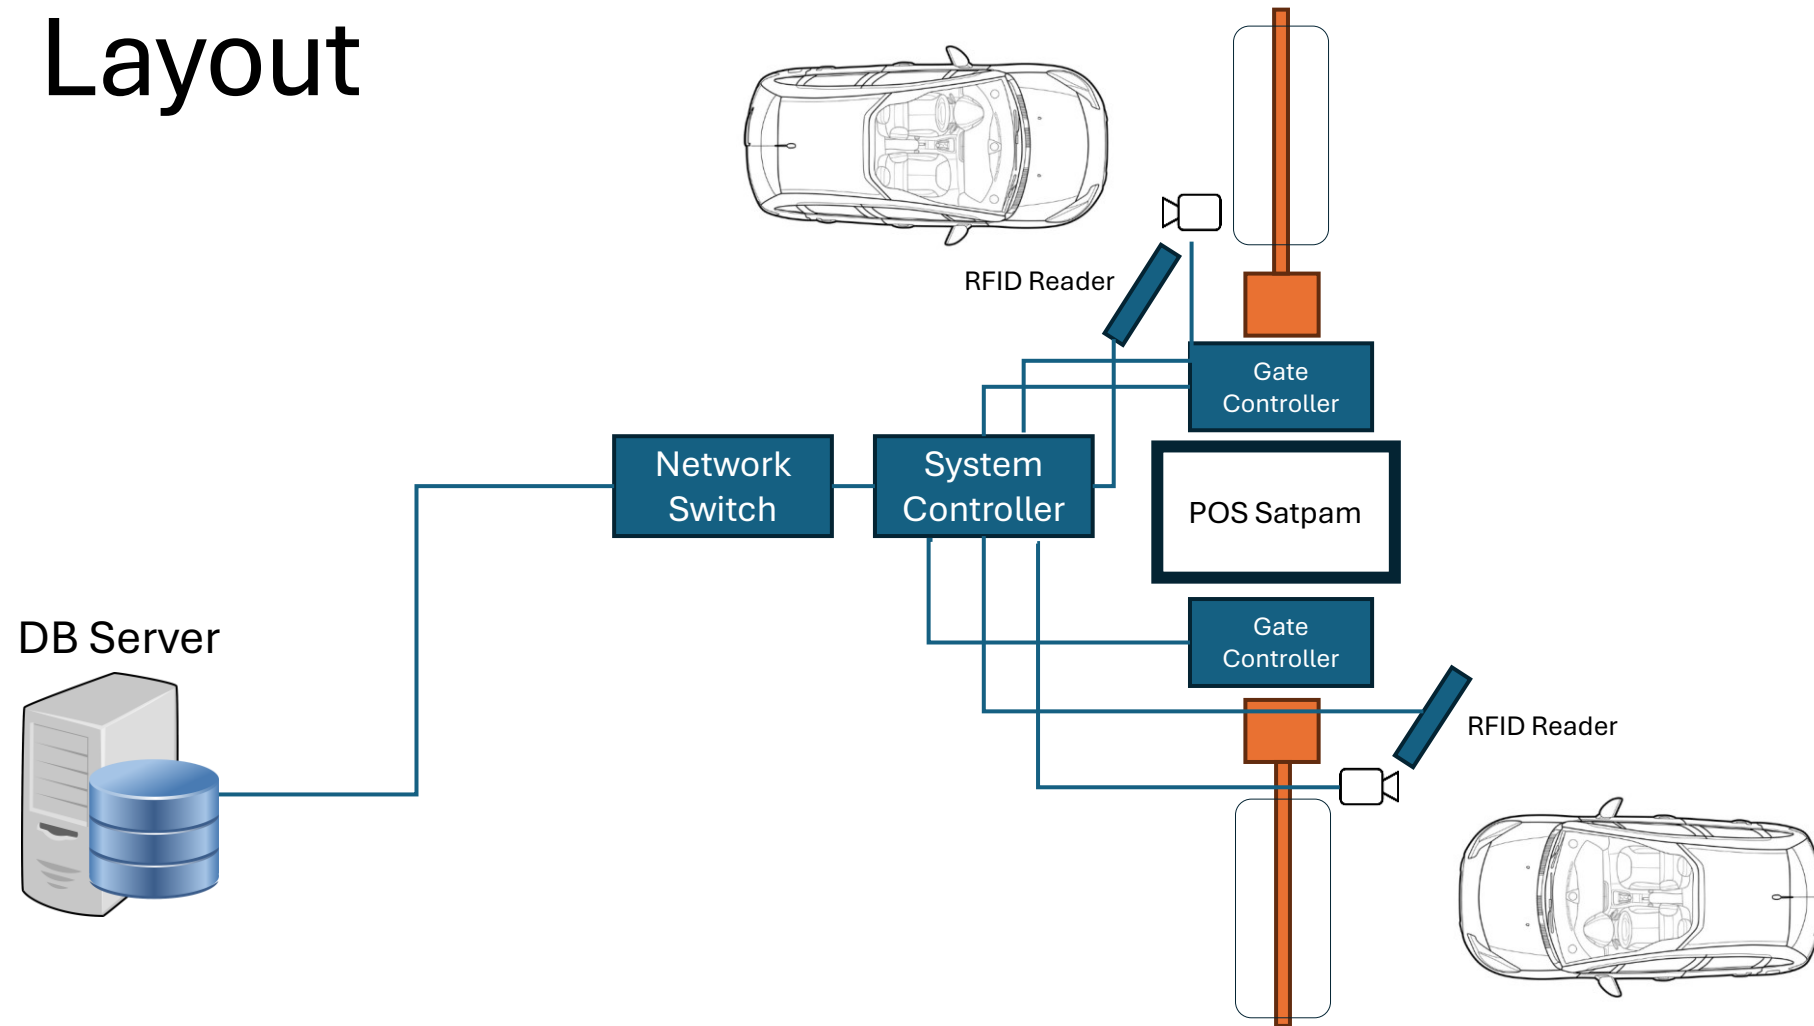 Layout
RFID Reader
Gate
Controller
Network
Switch
System
Controller
POS Satpam
DB Server
Gate
Controller
RFID Reader